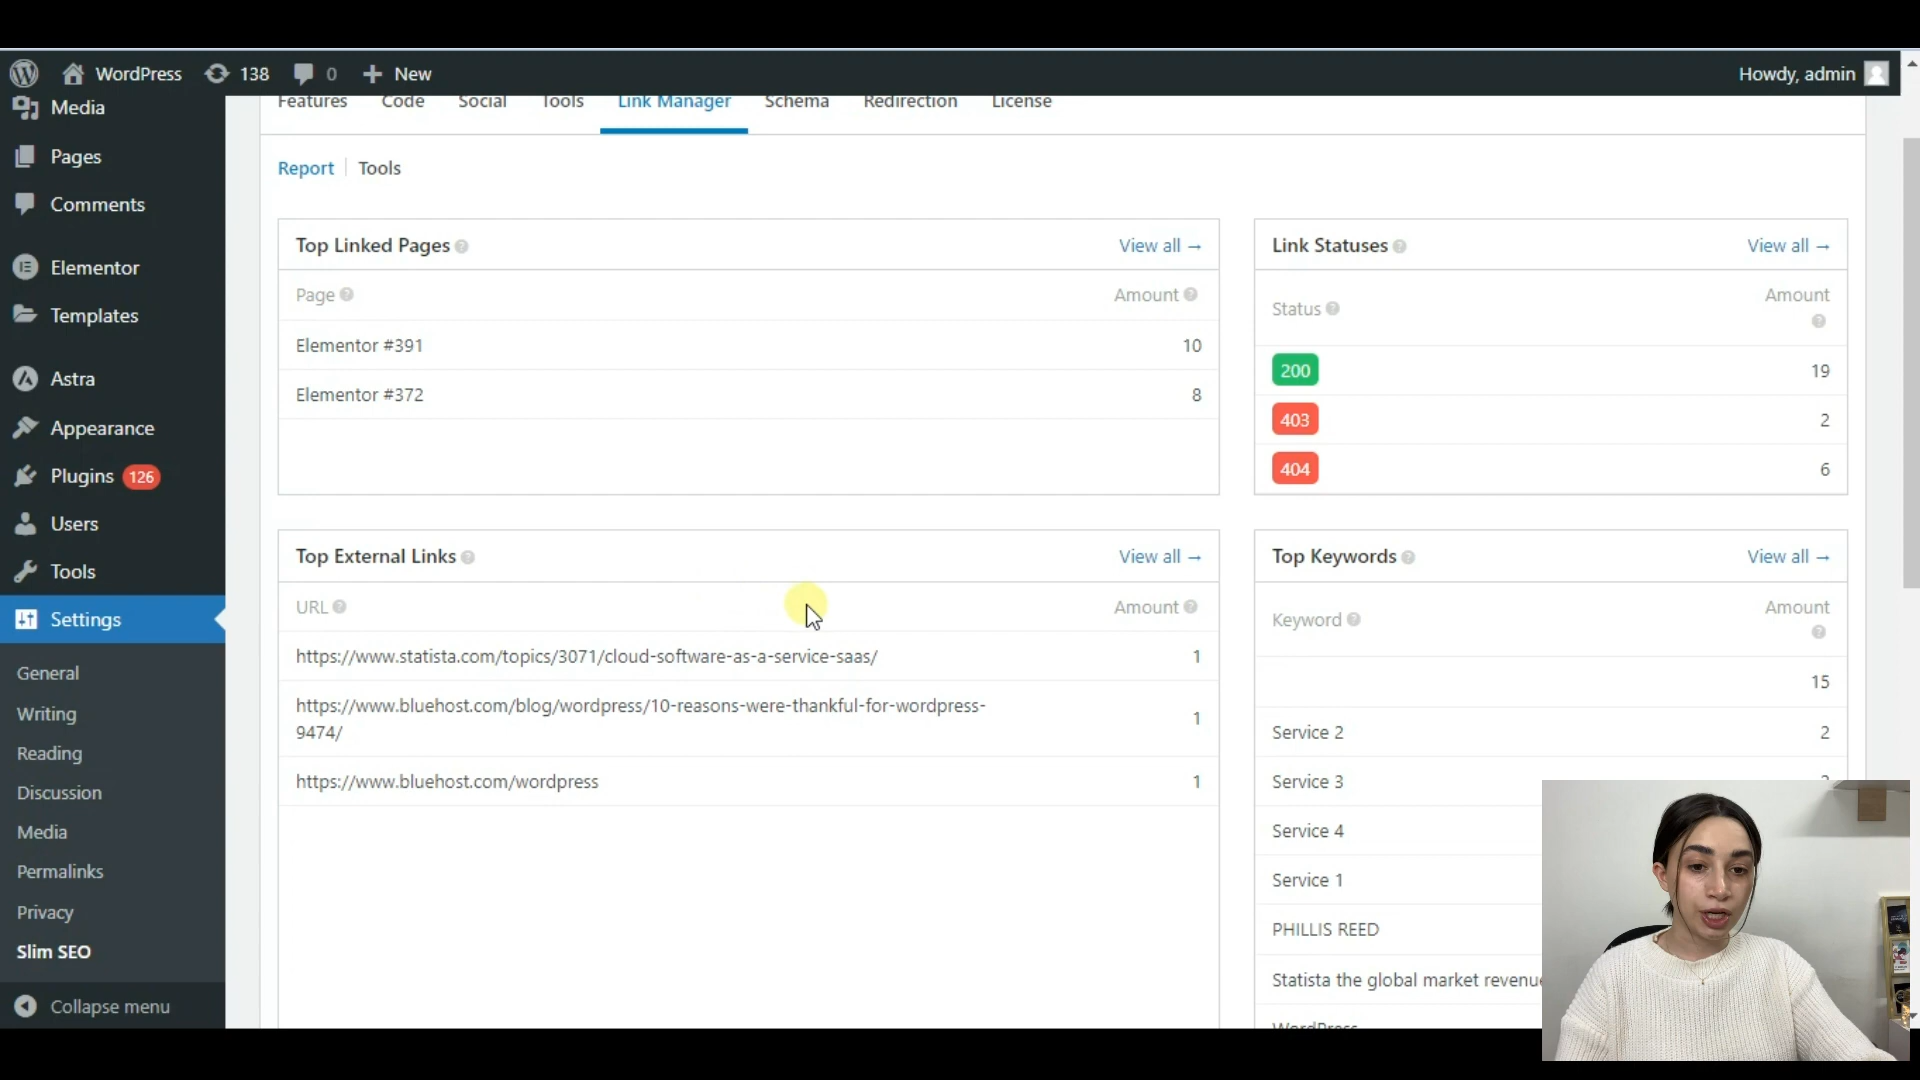 WordPress 138 0 New Howdy, admin
Media
Pages
Comments
Elementor
Templates
Astra
Appearance
Plugins 126
Users
Tools
Settings
General
Writing
Reading
Discussion
Media
Permalinks
Privacy
Slim SEO
Collapse menu
Features Code Social Tools Link Manager Schema Redirection License
Report Tools
Top Linked Pages View all →
Page Amount
Elementor #391 10
Elementor #372 8
Link Statuses View all →
Status Amount
200 19
403 2
404 6
Top External Links View all →
URL Amount
https://www.statista.com/topics/3071/cloud-software-as-a-service-saas/ 1
https://www.bluehost.com/blog/wordpress/10-reasons-were-thankful-for-wordpress-
9474/ 1
https://www.bluehost.com/wordpress 1
Top Keywords View all →
Keyword Amount
15
Service 2 2
Service 3
Service 4
Service 1
PHILLIS REED
Statista the global market revenue
WordPress